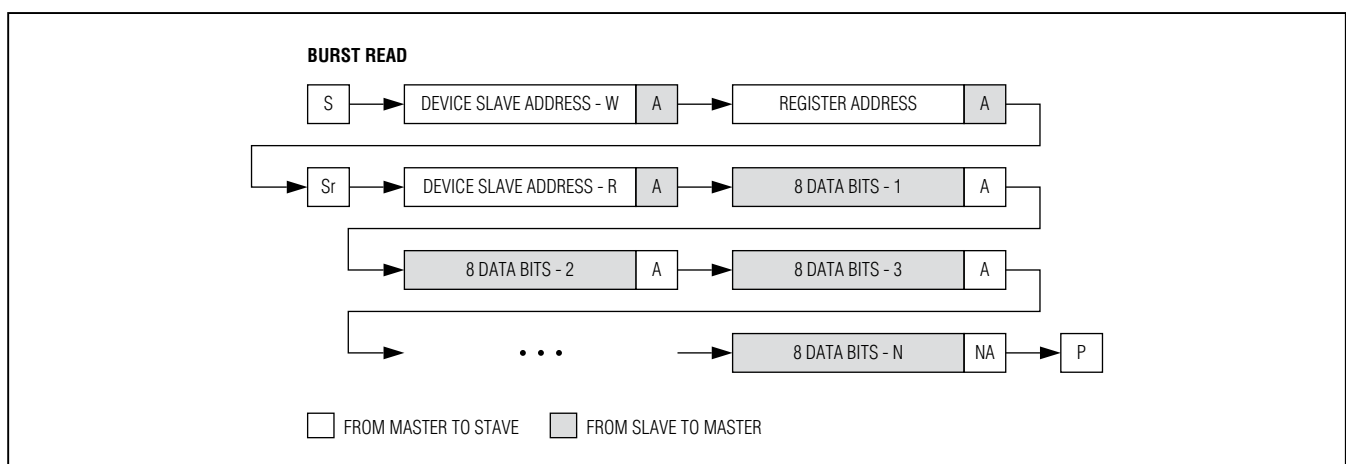 BURST READ
S DEVICE SLAVE ADDRESS - W A REGISTER ADDRESS A
Sr DEVICE SLAVE ADDRESS - R A 8 DATA BITS - 1 A
8 DATA BITS - 2 A 8 DATA BITS - 3 A
• • • 8 DATA BITS - N NA P
FROM MASTER TO STAVE FROM SLAVE TO MASTER